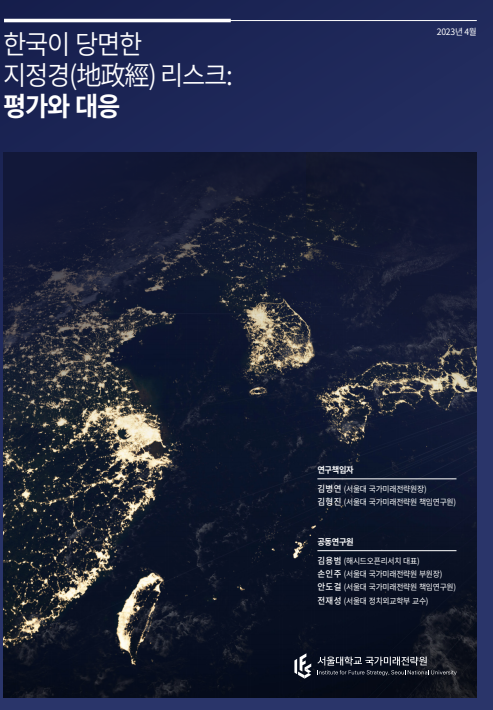 2023년 4월
한국이 당면한
지정경(地政經) 리스크:
평가와 대응
연구책임자
김병연 (서울대 국가미래전략원장)
김형진 (서울대 국가미래전략원 책임연구원)
공동연구원
김용범 (해시드오픈리서치 대표)
손인주 (서울대 국가미래전략원 부원장)
안도걸 (서울대 국가미래전략원 책임연구원)
전재성 (서울대 정치외교학부 교수)
서울대학교 국가미래전략원
Institute for Future Strategy, Seoul National University